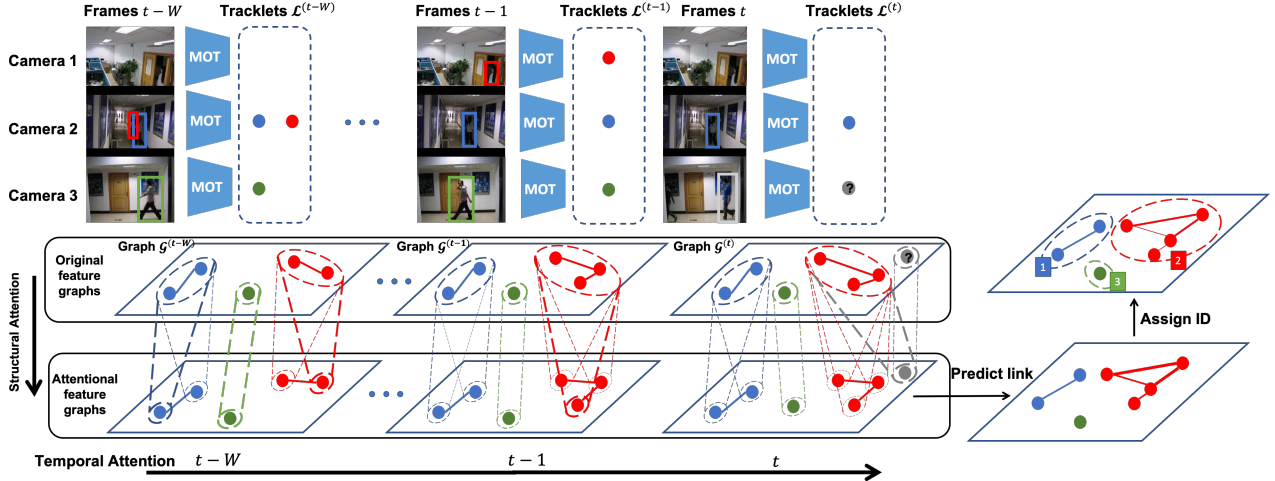 Frames t − W Tracklets ℒ^(t−W) Frames t − 1 Tracklets ℒ^(t−1) Frames t Tracklets ℒ^(t)
Camera 1 MOT MOT MOT
Camera 2 MOT MOT MOT
Camera 3 MOT MOT MOT ?
Graph 𝒢^(t−W) Graph 𝒢^(t−1) Graph 𝒢^(t)
Original
feature
graphs
?
1 2
3
Structural Attention
Assign ID
Attentional
feature
graphs
Predict link
Temporal Attention t − W t − 1 t